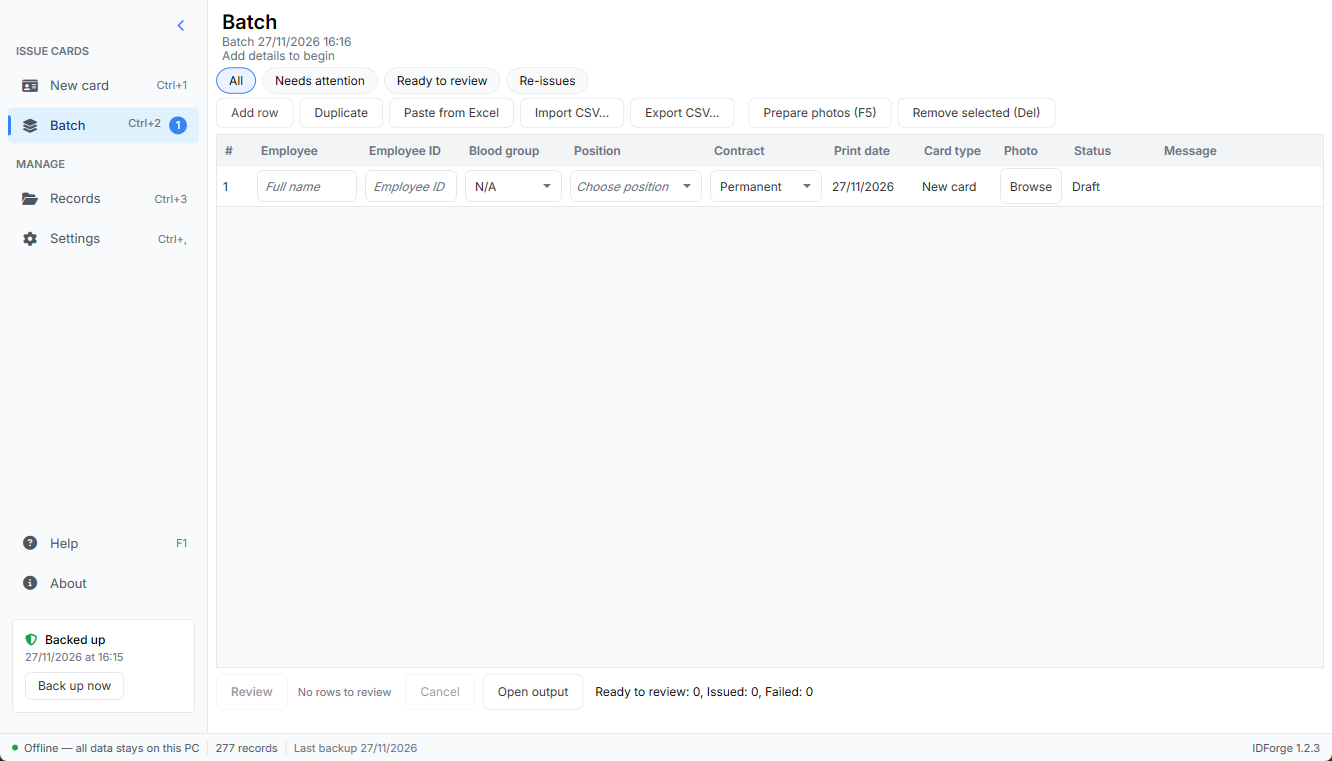 ISSUE CARDS
New card Ctrl+1
Batch Ctrl+2 1
MANAGE
Records Ctrl+3
Settings Ctrl+,
Help F1
About
Backed up
27/11/2026 at 16:15
Back up now
Batch
Batch 27/11/2026 16:16
Add details to begin
All Needs attention Ready to review Re-issues
Add row Duplicate Paste from Excel Import CSV... Export CSV... Prepare photos (F5) Remove selected (Del)
# Employee Employee ID Blood group Position Contract Print date Card type Photo Status Message
1 Full name Employee ID N/A Choose position Permanent 27/11/2026 New card Browse Draft
Review No rows to review Cancel Open output Ready to review: 0, Issued: 0, Failed: 0
Offline — all data stays on this PC 277 records Last backup 27/11/2026 IDForge 1.2.3